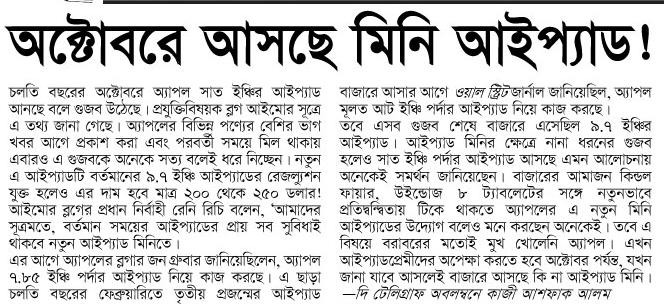 অক্টোবরে আসছে মিনি আইপ্যাড!
চলতি বছরের অক্টোবরে অ্যাপল সাত ইঞ্চির আইপ্যাড
আনছে বলে গুজব উঠেছে। প্রযুক্তিবিষয়ক ব্লগ আইমোর সূত্রে
এ তথ্য জানা গেছে। অ্যাপলের বিভিন্ন পণ্যের বেশির ভাগ
খবর আগে প্রকাশ করা এবং পরবর্তী সময়ে মিল থাকায়
এবারও এ গুজবকে অনেকে সত্য বলেই ধরে নিচ্ছেন। নতুন
এ আইপ্যাডটি বর্তমানের ৯.৭ ইঞ্চি আইপ্যাডের রেজল্যুশন
যুক্ত হলেও এর দাম হবে মাত্র ২০০ থেকে ২৫০ ডলার!
আইমোর ব্লগের প্রধান নির্বাহী রেনি রিচি বলেন, 'আমাদের
সূত্রমতে, বর্তমান সময়ের আইপ্যাডের প্রায় সব সুবিধাই
থাকবে নতুন আইপ্যাড মিনিতে।
এর আগে অ্যাপলের ব্লগার জন গ্রুবার জানিয়েছিলেন, অ্যাপল
৭.৮৫ ইঞ্চি পর্দার আইপ্যাড নিয়ে কাজ করছে। এ ছাড়া
চলতি বছরের ফেব্রুয়ারিতে তৃতীয় প্রজন্মের আইপ্যাড
বাজারে আসার আগে ওয়াল স্ট্রিট জার্নাল জানিয়েছিল, অ্যাপল
মূলত আট ইঞ্চি পর্দার আইপ্যাড নিয়ে কাজ করছে।
তবে এসব গুজব শেষে বাজারে এসেছিল ৯.৭ ইঞ্চির
আইপ্যাড। আইপ্যাড মিনির ক্ষেত্রে নানা ধরনের গুজব
হলেও সাত ইঞ্চি পর্দার আইপ্যাড আসছে এমন আলোচনায়
অনেকেই সমর্থন জানিয়েছেন। বাজারের আমাজন কিন্ডল
ফায়ার, উইন্ডোজ ৮ ট্যাবলেটের সঙ্গে নতুনভাবে
প্রতিদ্বন্দ্বিতায় টিকে থাকতে অ্যাপলের এ নতুন মিনি
আইপ্যাডের উদ্যোগ বলেও মনে করছেন অনেকেই। তবে এ
বিষয়ে বরাবরের মতোই মুখ খোলেনি অ্যাপল। এখন
আইপ্যাডপ্রেমীদের অপেক্ষা করতে হবে অক্টোবর পর্যন্ত, যখন
জানা যাবে আসলেই বাজারে আসছে কি না আইপ্যাড মিনি।
—দি টেলিগ্রাফ অবলম্বনে কাজী আশফাক আলম